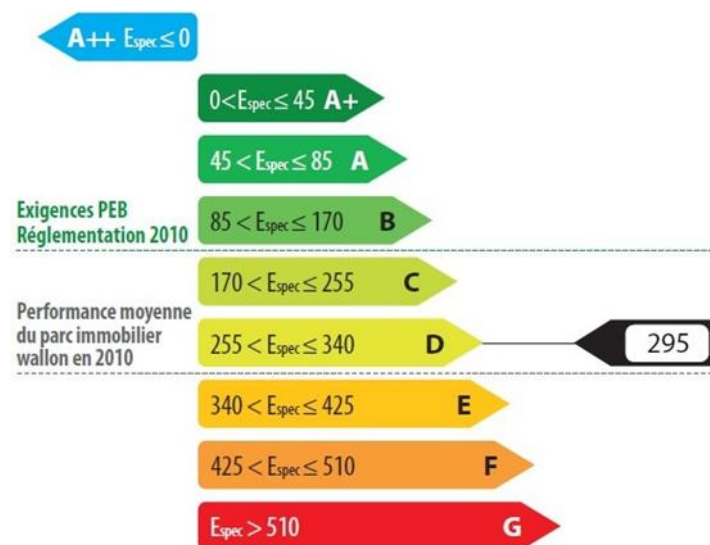 A++ Espec ≤ 0
0 < Espec ≤ 45 A+
45 < Espec ≤ 85 A
Exigences PEB
Réglementation 2010
85 < Espec ≤ 170 B
170 < Espec ≤ 255 C
Performance moyenne
du parc immobilier
wallon en 2010
255 < Espec ≤ 340 D
295
340 < Espec ≤ 425 E
425 < Espec ≤ 510 F
Espec > 510 G